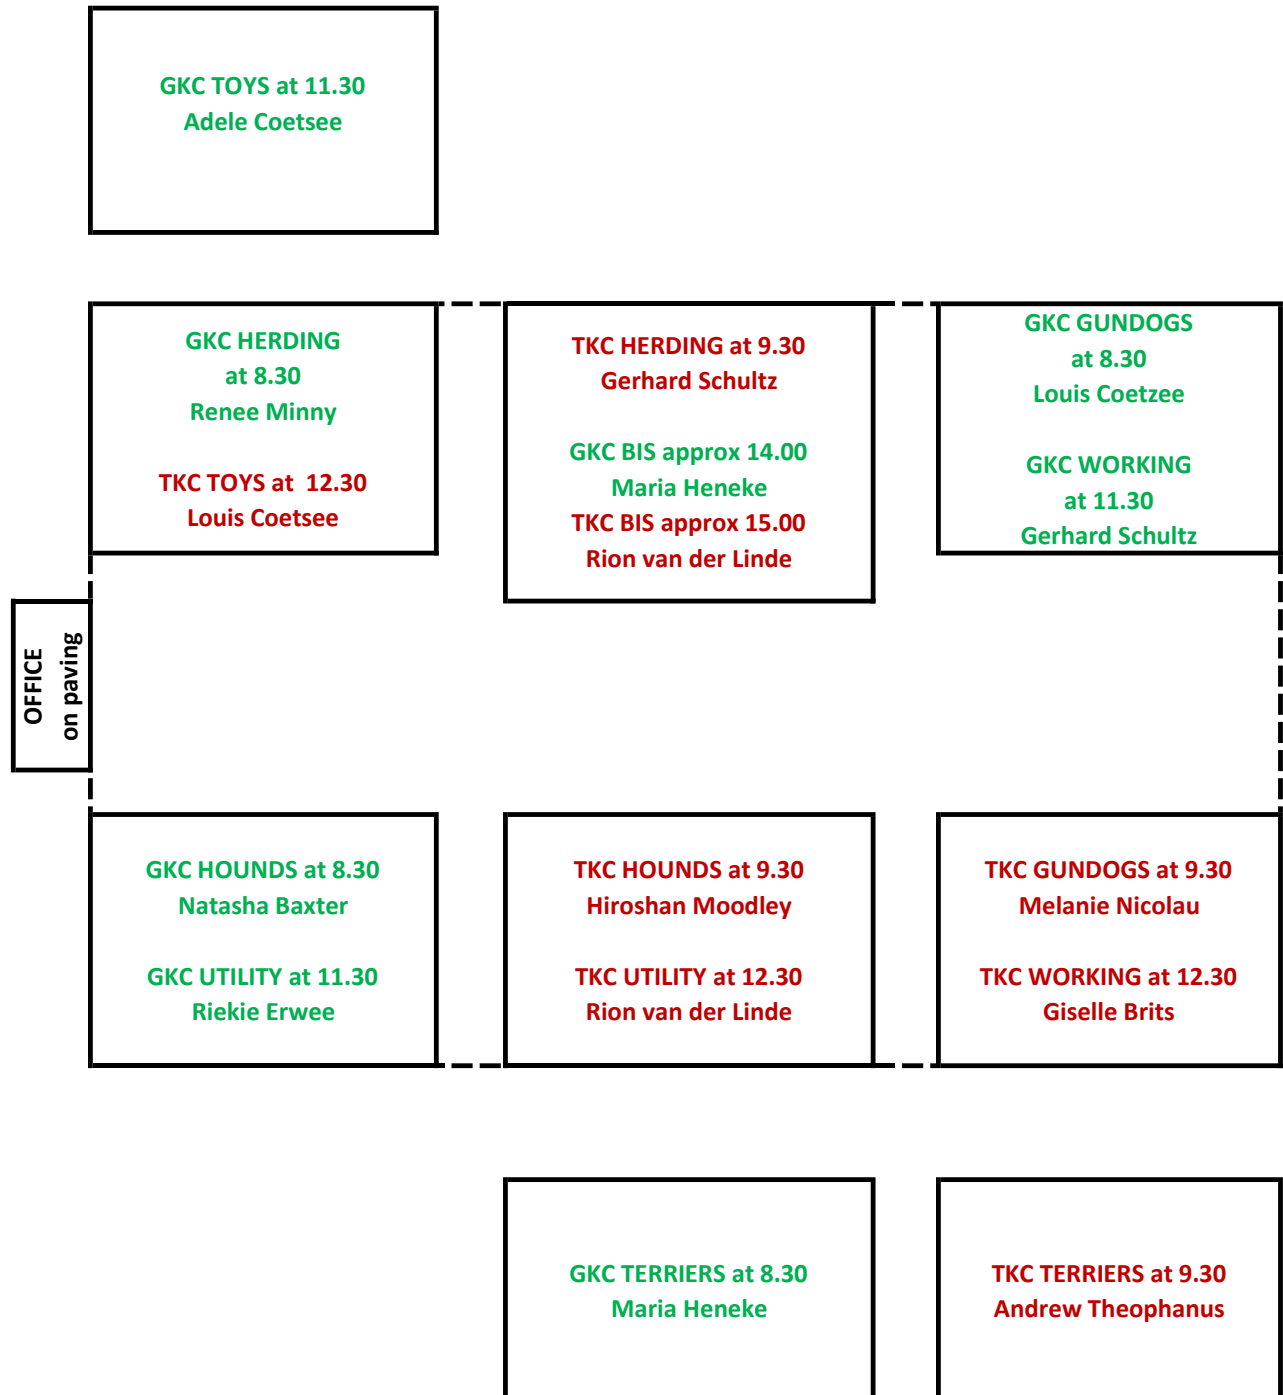 GKC TOYS at 11.30
Adele Coetsee
GKC HERDING
at 8.30
Renee Minny
TKC TOYS at  12.30
Louis Coetsee
TKC HERDING at 9.30
Gerhard Schultz
GKC BIS approx 14.00
Maria Heneke
TKC BIS approx 15.00
Rion van der Linde
GKC GUNDOGS
at 8.30
Louis Coetzee
GKC WORKING
at 11.30
Gerhard Schultz
OFFICE
on paving
GKC HOUNDS at 8.30
Natasha Baxter
GKC UTILITY at 11.30
Riekie Erwee
TKC HOUNDS at 9.30
Hiroshan Moodley
TKC UTILITY at 12.30
Rion van der Linde
TKC GUNDOGS at 9.30
Melanie Nicolau
TKC WORKING at 12.30
Giselle Brits
GKC TERRIERS at 8.30
Maria Heneke
TKC TERRIERS at 9.30
Andrew Theophanus